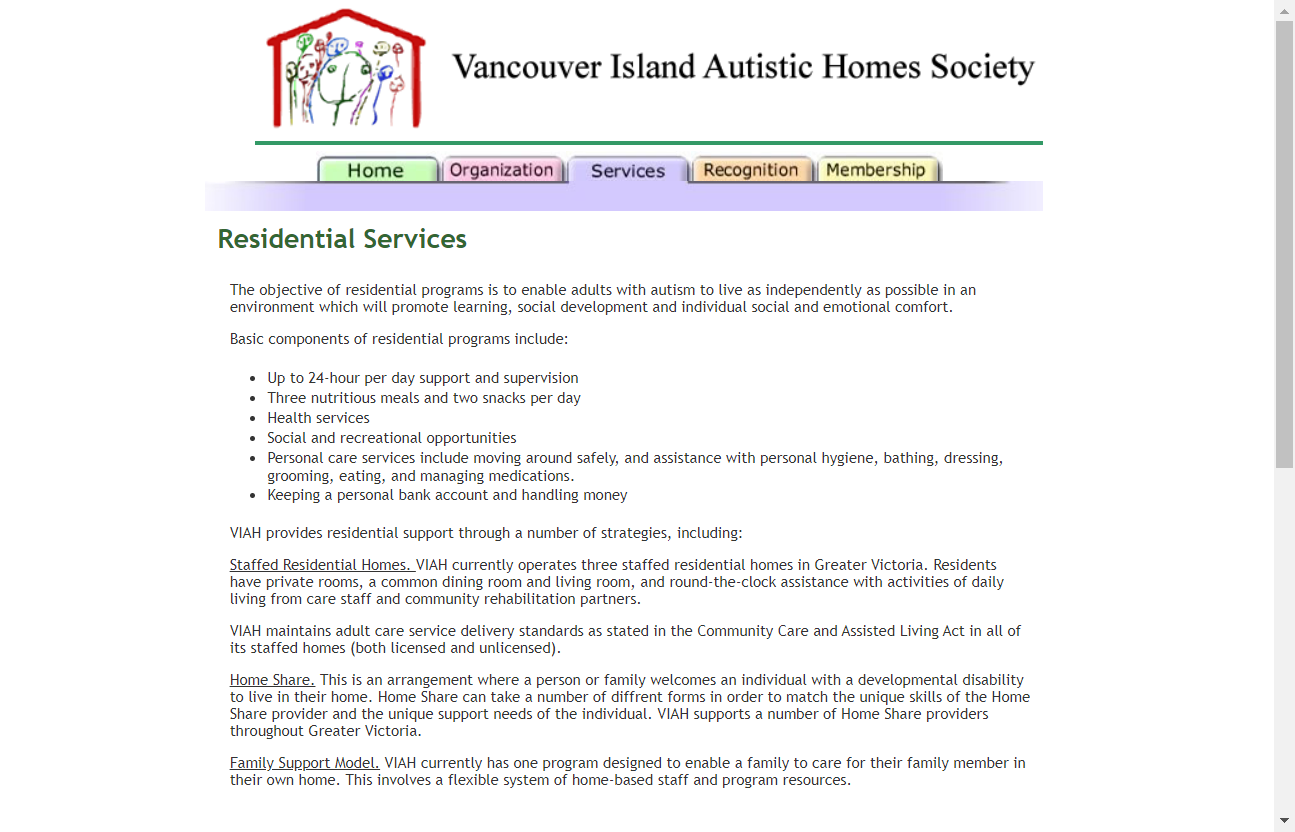 Vancouver Island Autistic Homes Society
Home Organization Services Recognition Membership
Residential Services
The objective of residential programs is to enable adults with autism to live as independently as possible in an
environment which will promote learning, social development and individual social and emotional comfort.
Basic components of residential programs include:
• Up to 24-hour per day support and supervision
• Three nutritious meals and two snacks per day
• Health services
• Social and recreational opportunities
• Personal care services include moving around safely, and assistance with personal hygiene, bathing, dressing,
grooming, eating, and managing medications.
• Keeping a personal bank account and handling money
VIAH provides residential support through a number of strategies, including:
Staffed Residential Homes. VIAH currently operates three staffed residential homes in Greater Victoria. Residents
have private rooms, a common dining room and living room, and round-the-clock assistance with activities of daily
living from care staff and community rehabilitation partners.
VIAH maintains adult care service delivery standards as stated in the Community Care and Assisted Living Act in all of
its staffed homes (both licensed and unlicensed).
Home Share. This is an arrangement where a person or family welcomes an individual with a developmental disability
to live in their home. Home Share can take a number of diffrent forms in order to match the unique skills of the Home
Share provider and the unique support needs of the individual. VIAH supports a number of Home Share providers
throughout Greater Victoria.
Family Support Model. VIAH currently has one program designed to enable a family to care for their family member in
their own home. This involves a flexible system of home-based staff and program resources.